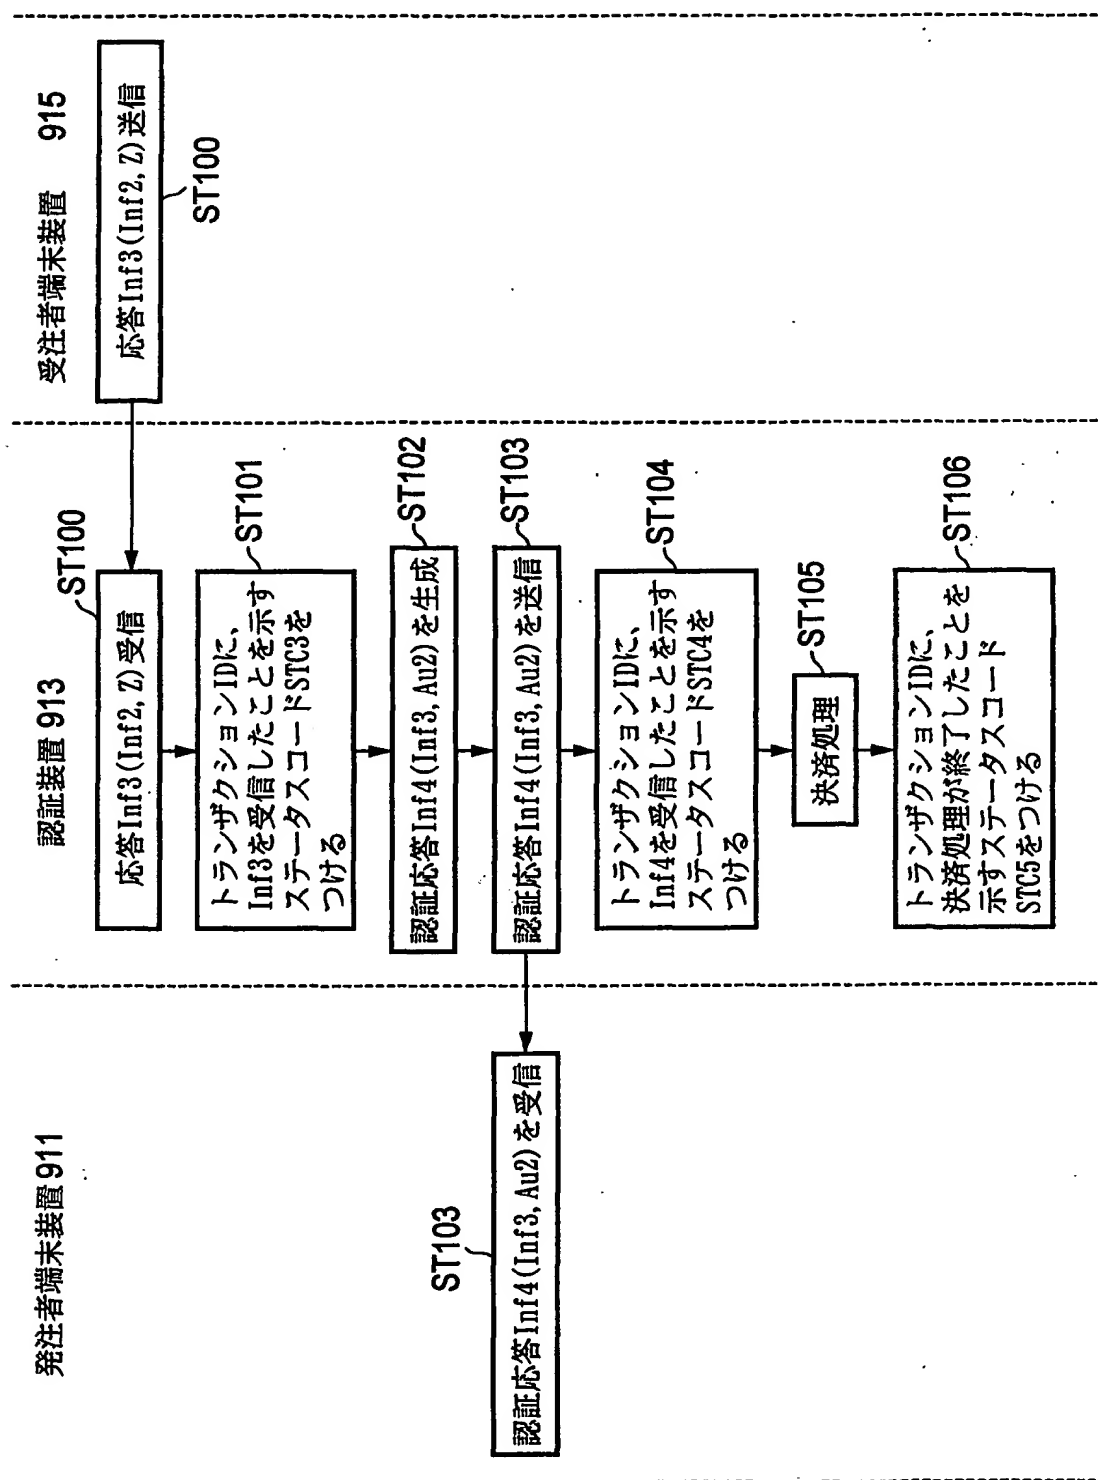 発注者端末装置 911
認証装置 913
受注者端末装置 915
応答Inf3(Inf2,Z)送信
ST100
ST100
応答Inf3(Inf2,Z)受信
ST101
トランザクションIDに、
Inf3を受信したことを示す
ステータスコードSTC3を
つける
ST102
認証応答Inf4(Inf3,Au2)を生成
ST103
認証応答Inf4(Inf3,Au2)を送信
ST103
認証応答Inf4(Inf3,Au2)を受信
ST104
トランザクションIDに、
Inf4を受信したことを示す
ステータスコードSTC4を
つける
ST105
決済処理
ST106
トランザクションIDに、
決済処理が終了したことを
示すステータスコード
STC5をつける